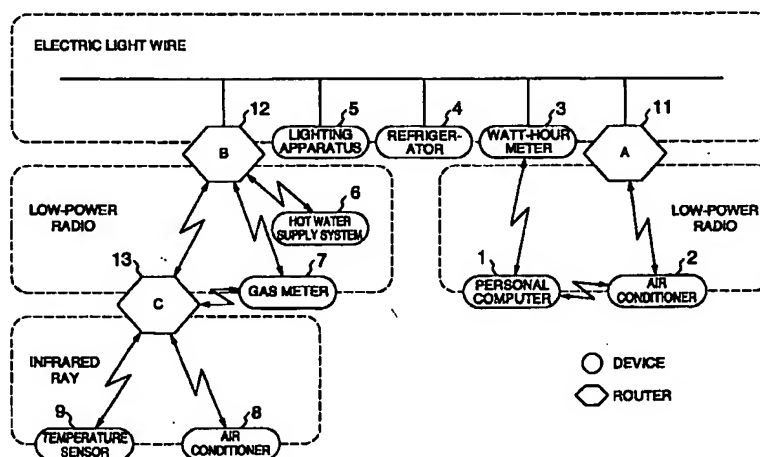 ELECTRIC LIGHT WIRE
12
5
4
3
11
B
LIGHTING
APPARATUS
REFRIGER-
ATOR
WATT-HOUR
METER
A
LOW-POWER
RADIO
6
HOT WATER
SUPPLY SYSTEM
LOW-POWER
RADIO
13
7
1
2
C
GAS METER
PERSONAL
COMPUTER
AIR
CONDITIONER
INFRARED
RAY
DEVICE
ROUTER
9
8
TEMPERATURE
SENSOR
AIR
CONDITIONER